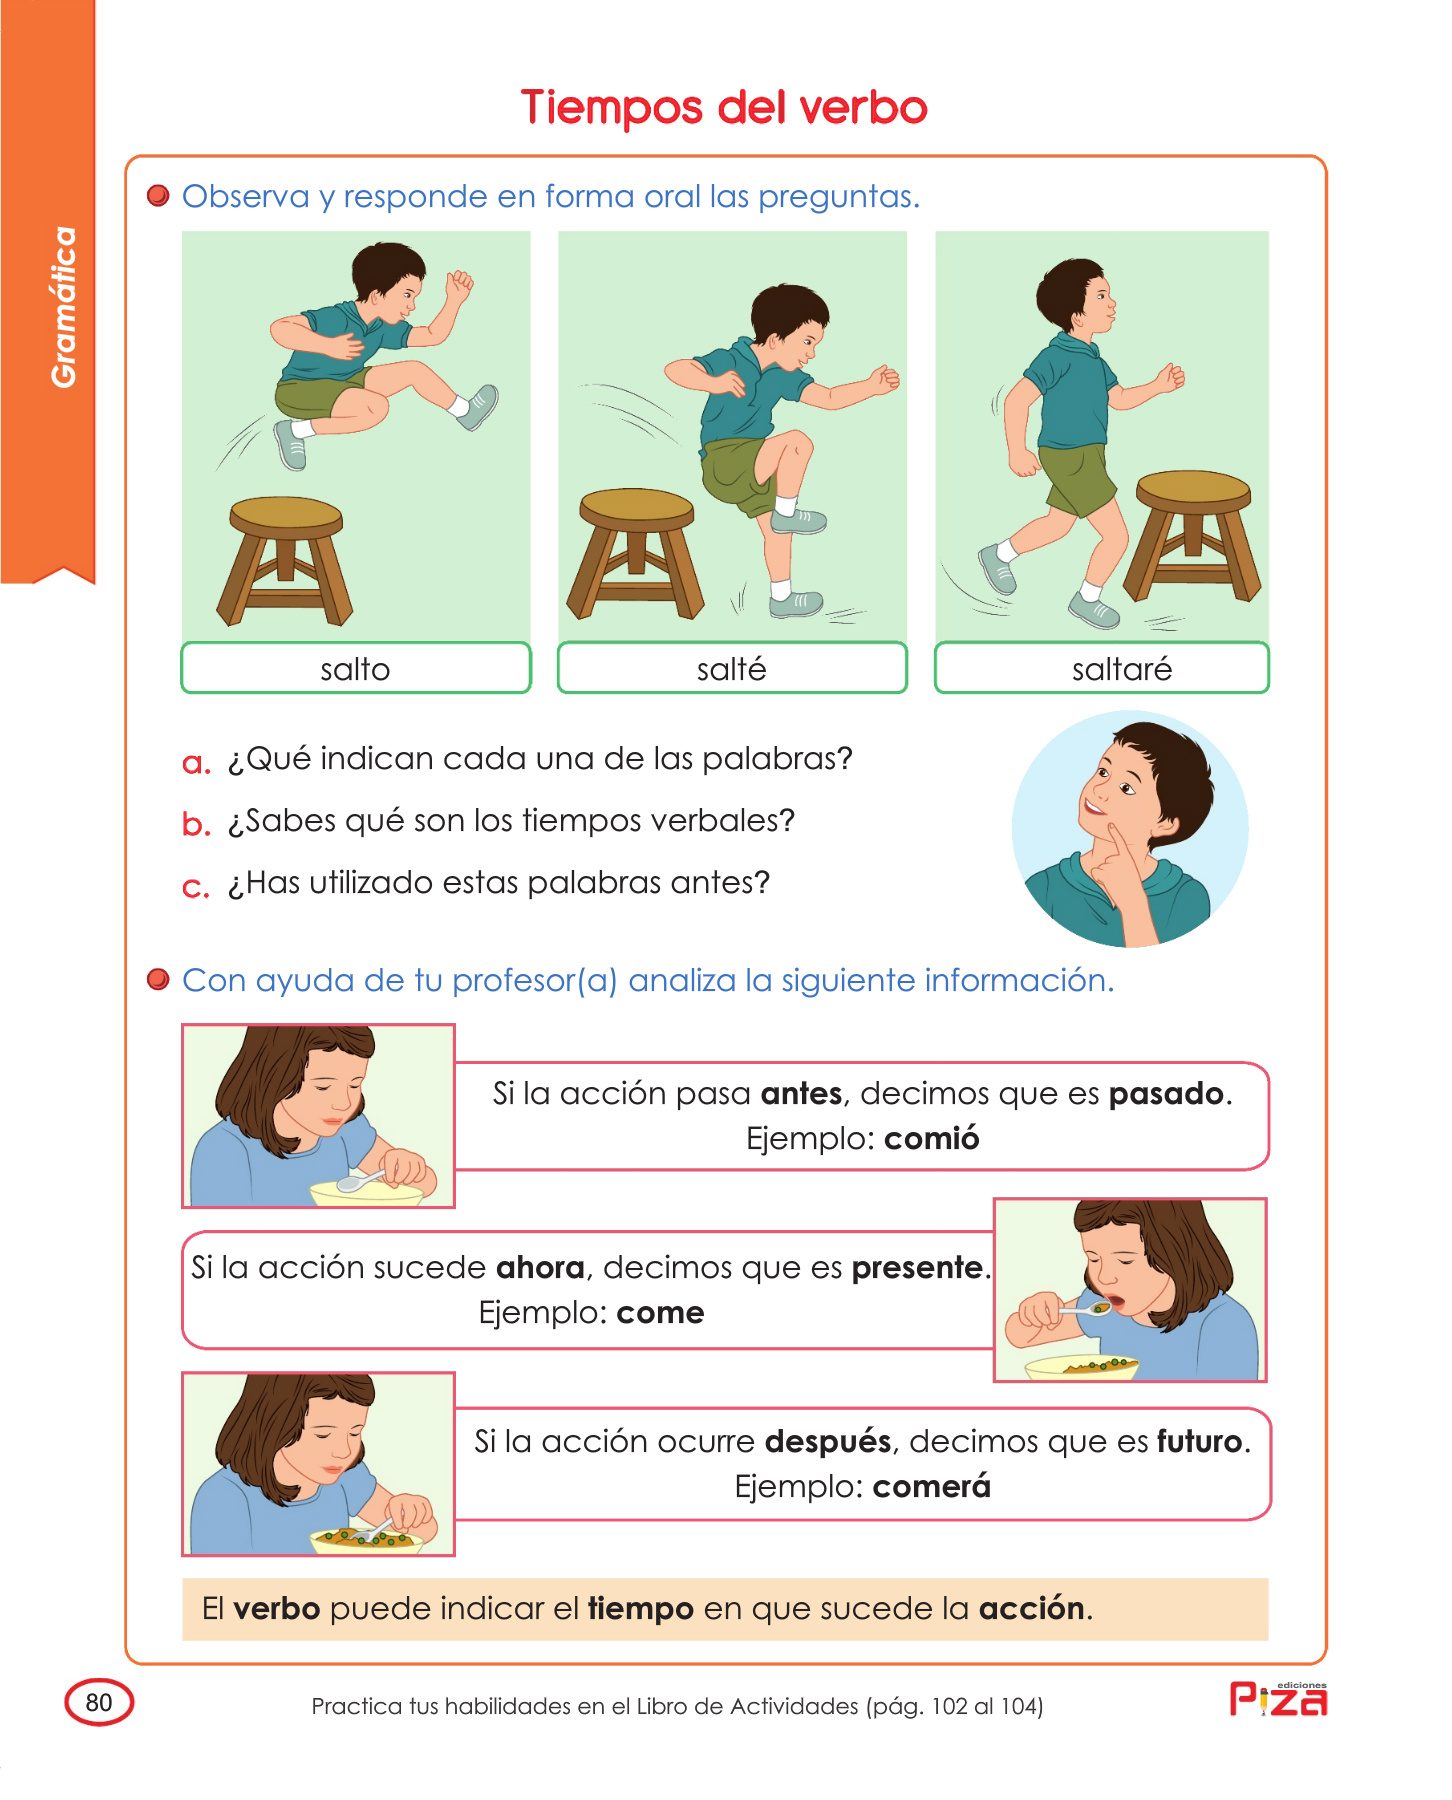 Gramática
Tiempos del verbo
Observa y responde en forma oral las preguntas.
salto
salté
saltaré
a. ¿Qué indican cada una de las palabras?
b. ¿Sabes qué son los tiempos verbales?
c. ¿Has utilizado estas palabras antes?
Con ayuda de tu profesor(a) analiza la siguiente información.
Si la acción pasa antes, decimos que es pasado.
Ejemplo: comió
Si la acción sucede ahora, decimos que es presente.
Ejemplo: come
Si la acción ocurre después, decimos que es futuro.
Ejemplo: comerá
El verbo puede indicar el tiempo en que sucede la acción.
80
Practica tus habilidades en el Libro de Actividades (pág. 102 al 104)
ediciones
Piza